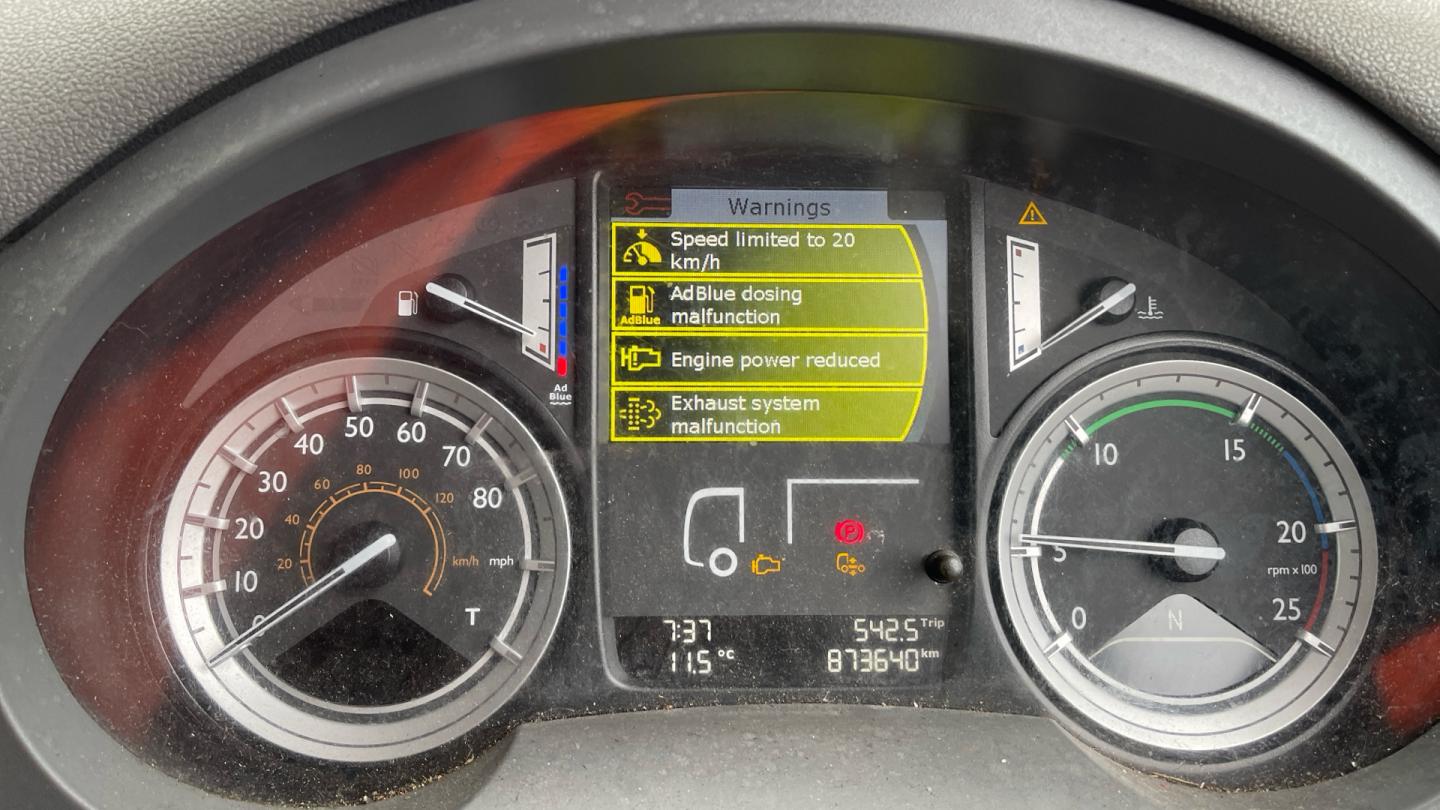 Warnings
Speed limited to 20
km/h
AdBlue
AdBlue dosing
malfunction
Engine power reduced
Exhaust system
malfunction
Ad
Blue
0
10
20
30
40
50
60
70
80
20
40
60
80
100
120
km/h mph
T
P
7:37
542.5 Trip
11.5 °C
873640 km
0
5
10
15
20
25
rpm x 100
N